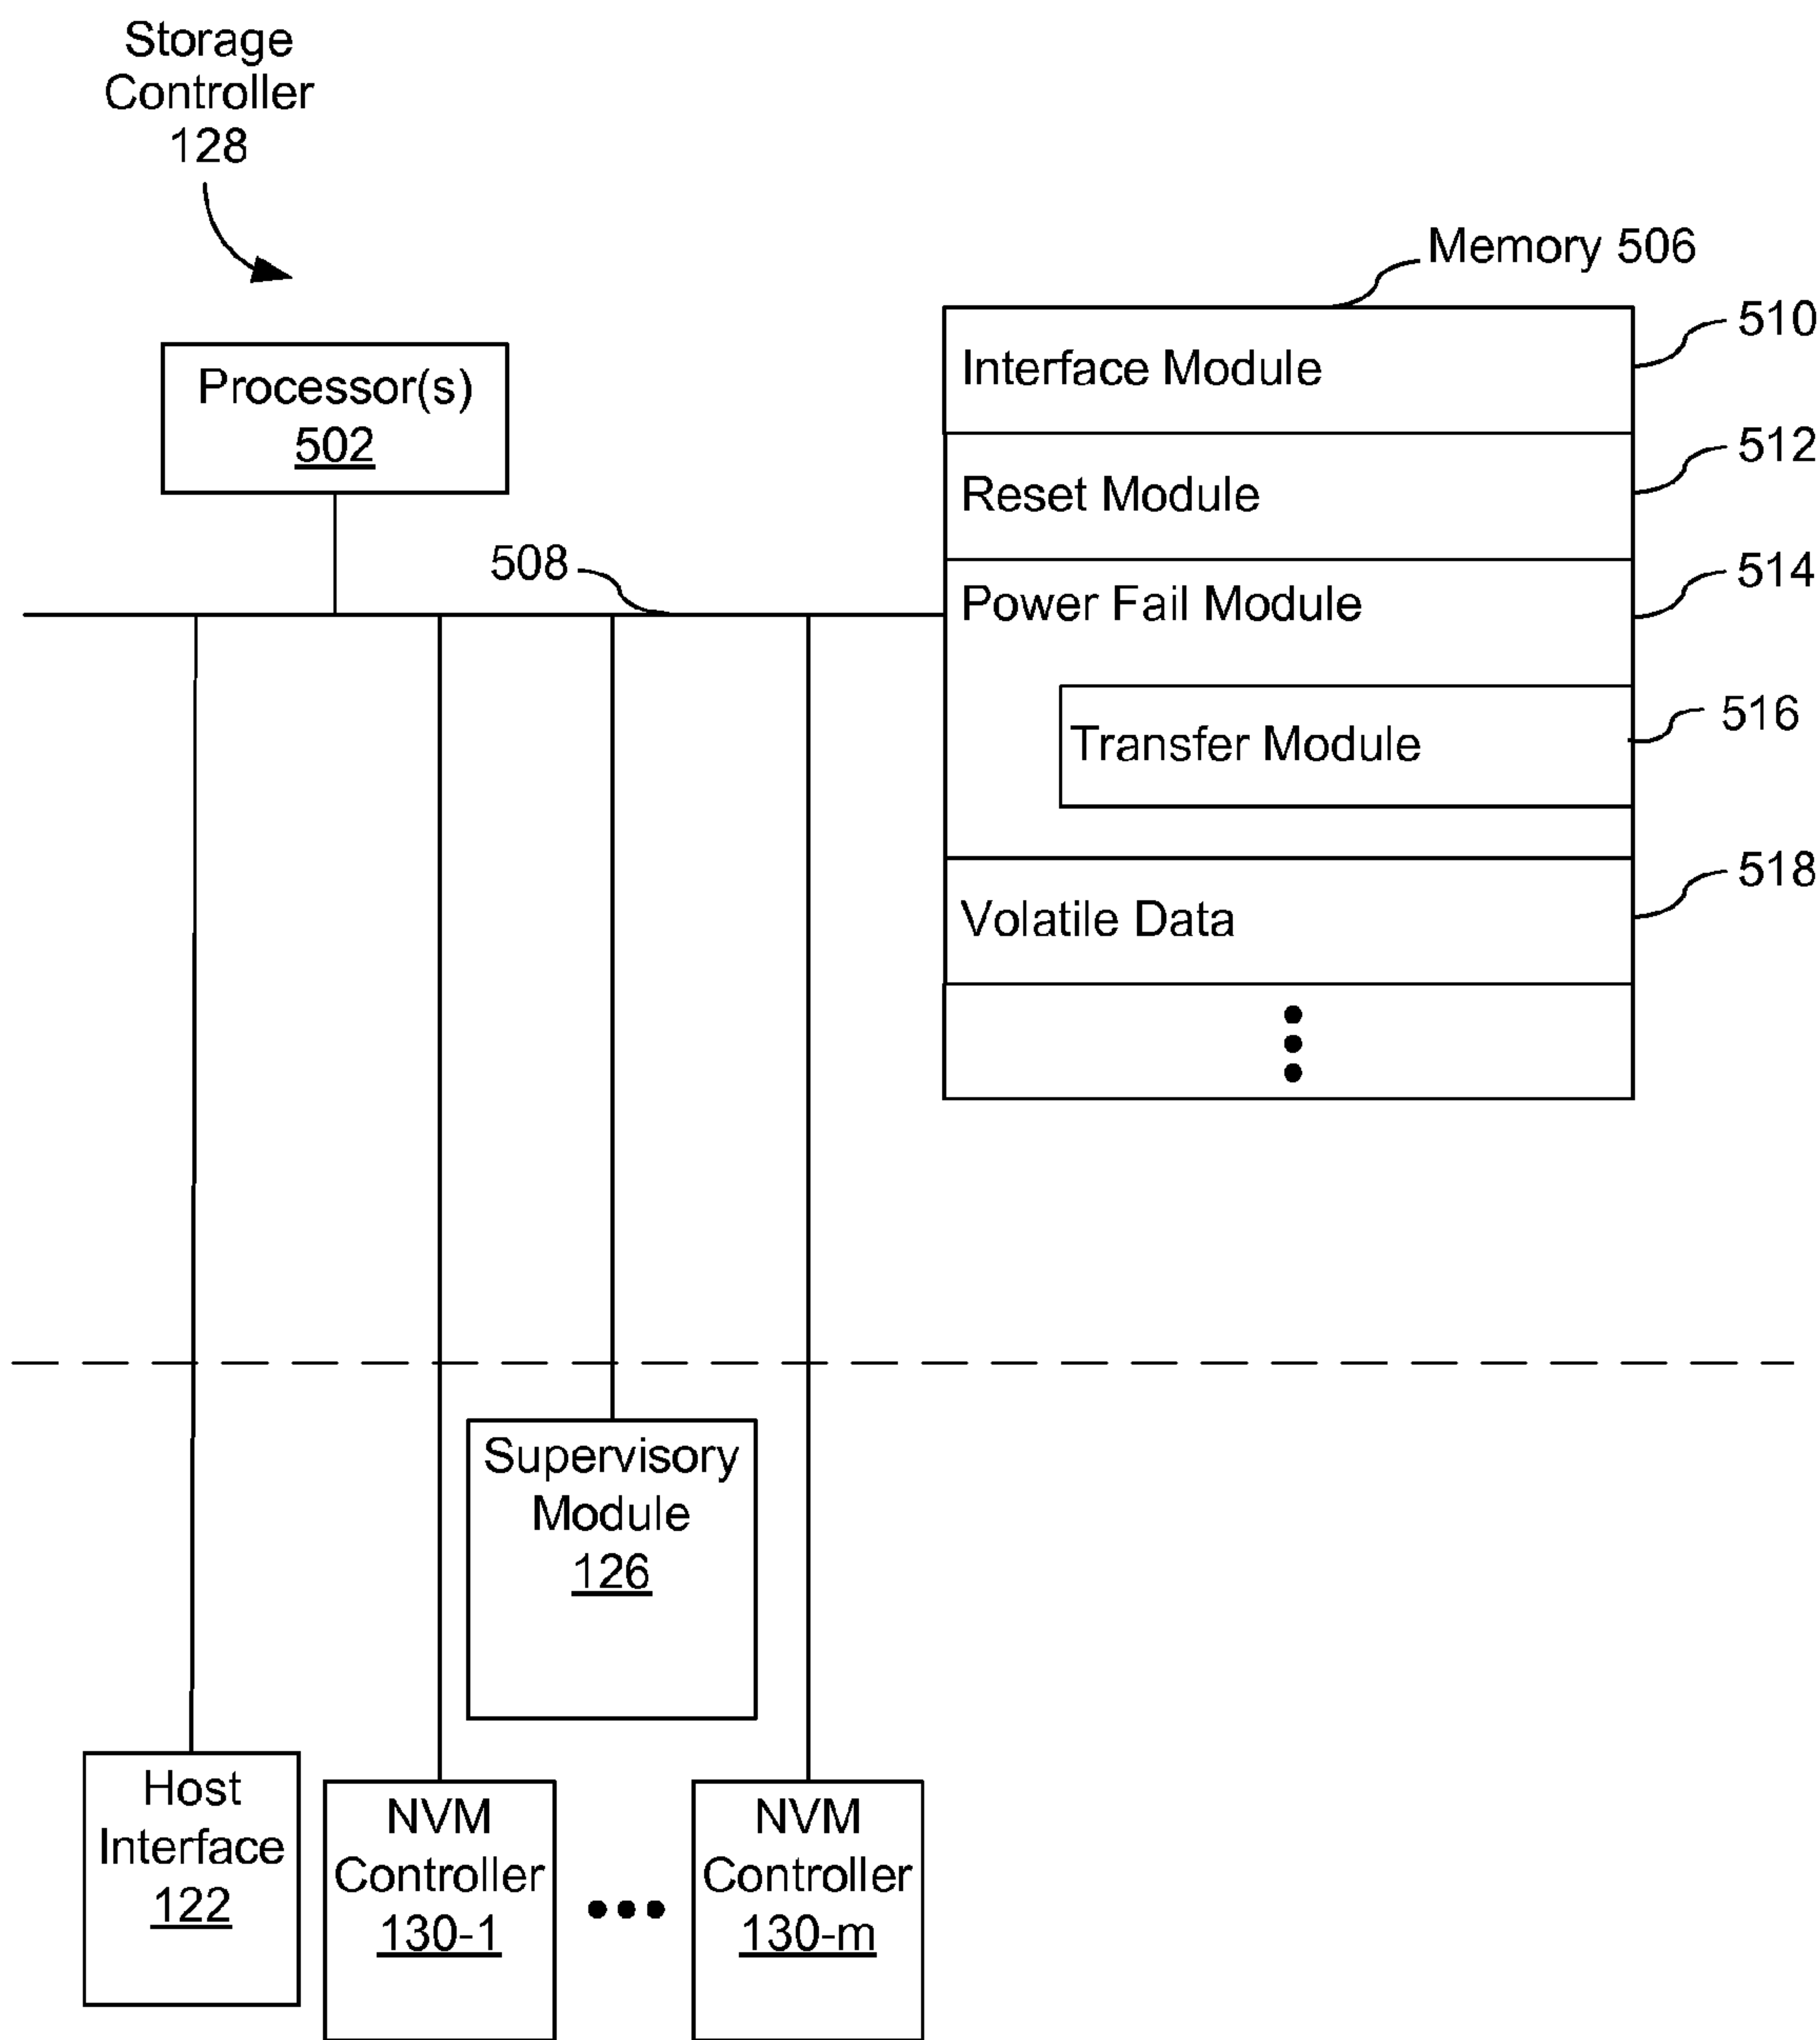 Storage
Controller
128
Memory 506
510
Interface Module
Processor(s)
502
512
Reset Module
508
514
Power Fail Module
516
Transfer Module
518
Volatile Data
Supervisory
Module
126
Host
Interface
122
NVM
Controller
130-1
NVM
Controller
130-m